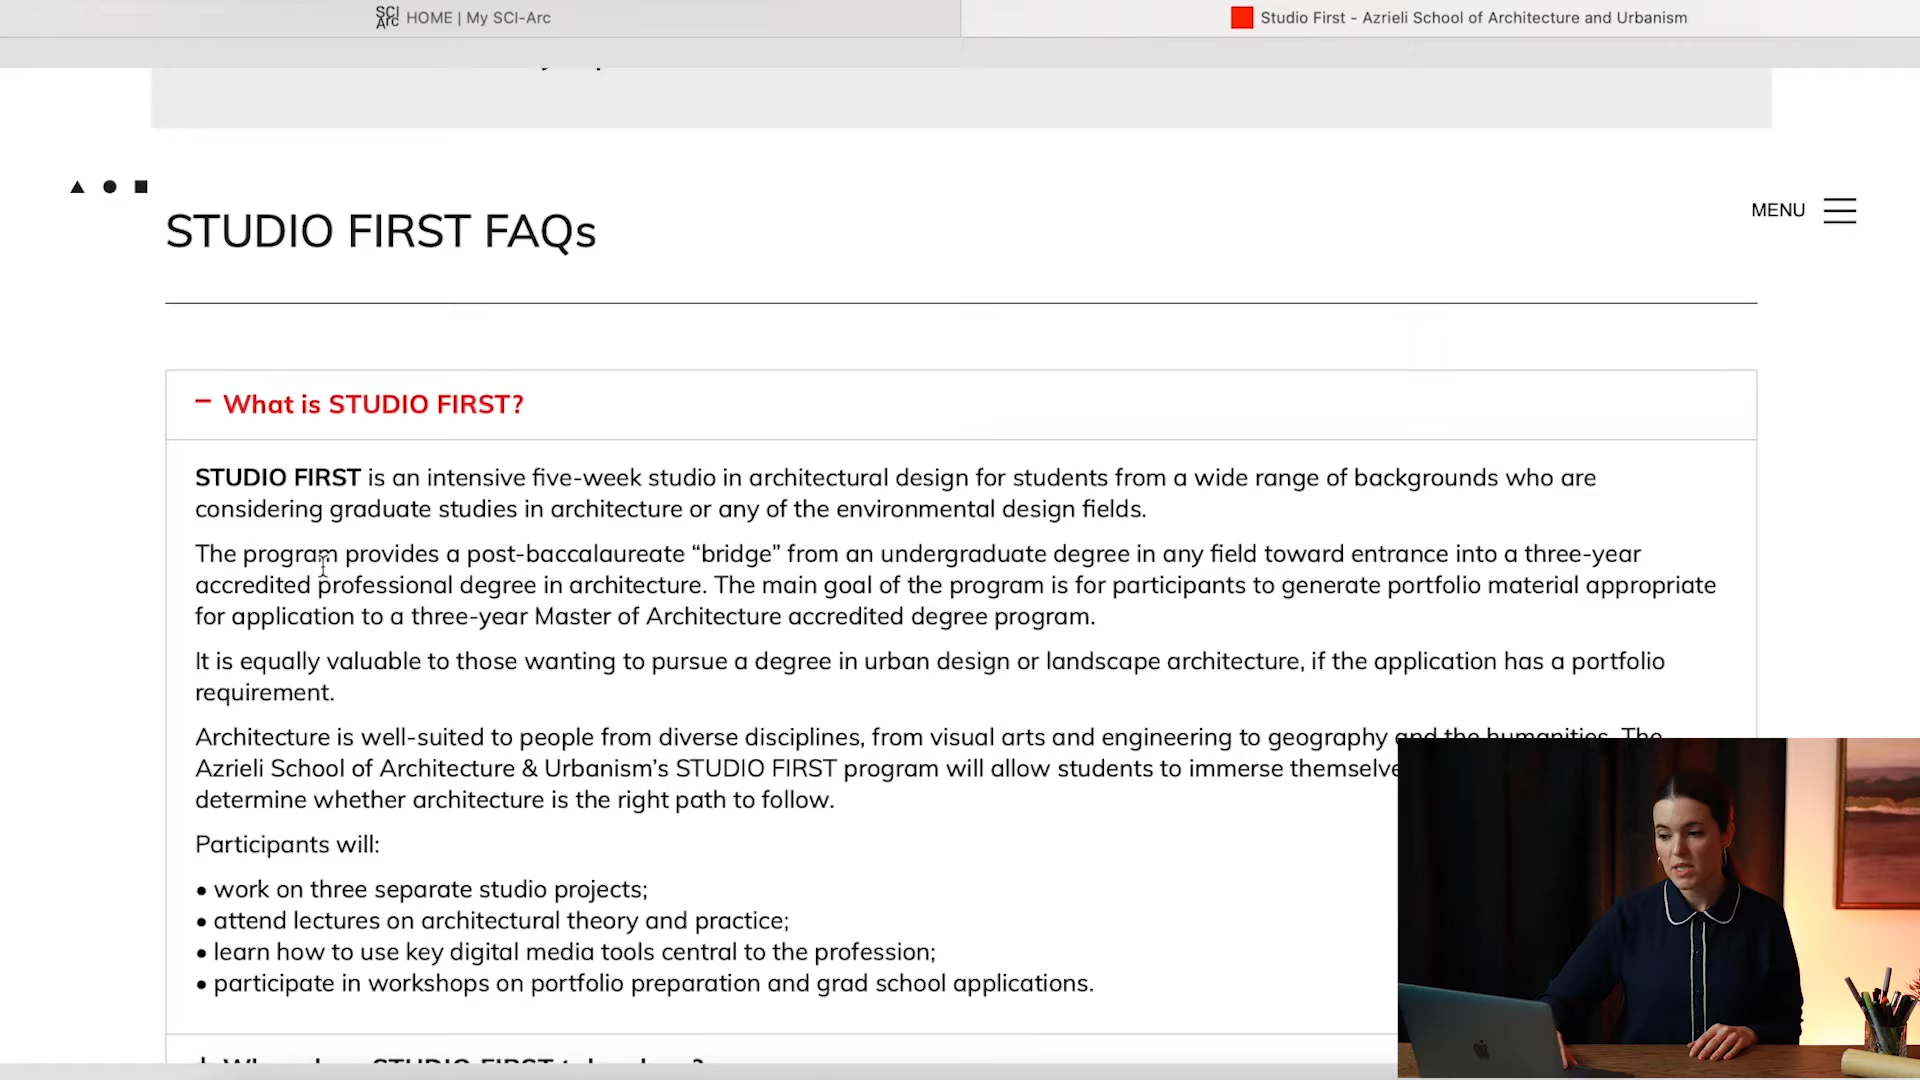 SCI
Arc
HOME | My SCI-Arc
Studio First - Azrieli School of Architecture and Urbanism
MENU
STUDIO FIRST FAQs
– What is STUDIO FIRST?
STUDIO FIRST is an intensive five-week studio in architectural design for students from a wide range of backgrounds who are
considering graduate studies in architecture or any of the environmental design fields.
The program provides a post-baccalaureate “bridge” from an undergraduate degree in any field toward entrance into a three-year
accredited professional degree in architecture. The main goal of the program is for participants to generate portfolio material appropriate
for application to a three-year Master of Architecture accredited degree program.
It is equally valuable to those wanting to pursue a degree in urban design or landscape architecture, if the application has a portfolio
requirement.
Architecture is well-suited to people from diverse disciplines, from visual arts and engineering to geography and the humanities. The
Azrieli School of Architecture & Urbanism’s STUDIO FIRST program will allow students to immerse
determine whether architecture is the right path to follow.
Participants will:
• work on three separate studio projects;
• attend lectures on architectural theory and practice;
• learn how to use key digital media tools central to the profession;
• participate in workshops on portfolio preparation and grad school applications.
STUDIO FIRST